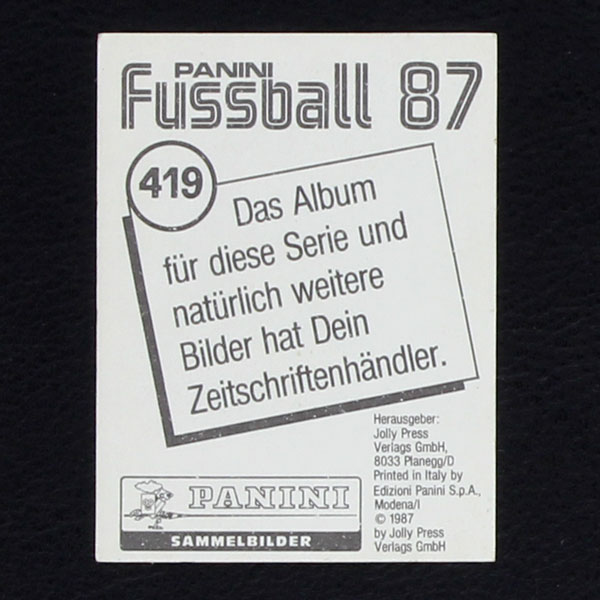 PANINI
Fussball 87
419
Das Album
für diese Serie und
natürlich weitere
Bilder hat Dein
Zeitschriftenhändler.
Herausgeber:
Jolly Press
Verlags GmbH,
8033 Planegg/D
Printed in Italy by
Edizioni Panini S.p.A.,
Modena/I
© 1987
by Jolly Press
Verlags GmbH
PANINI
SAMMELBILDER